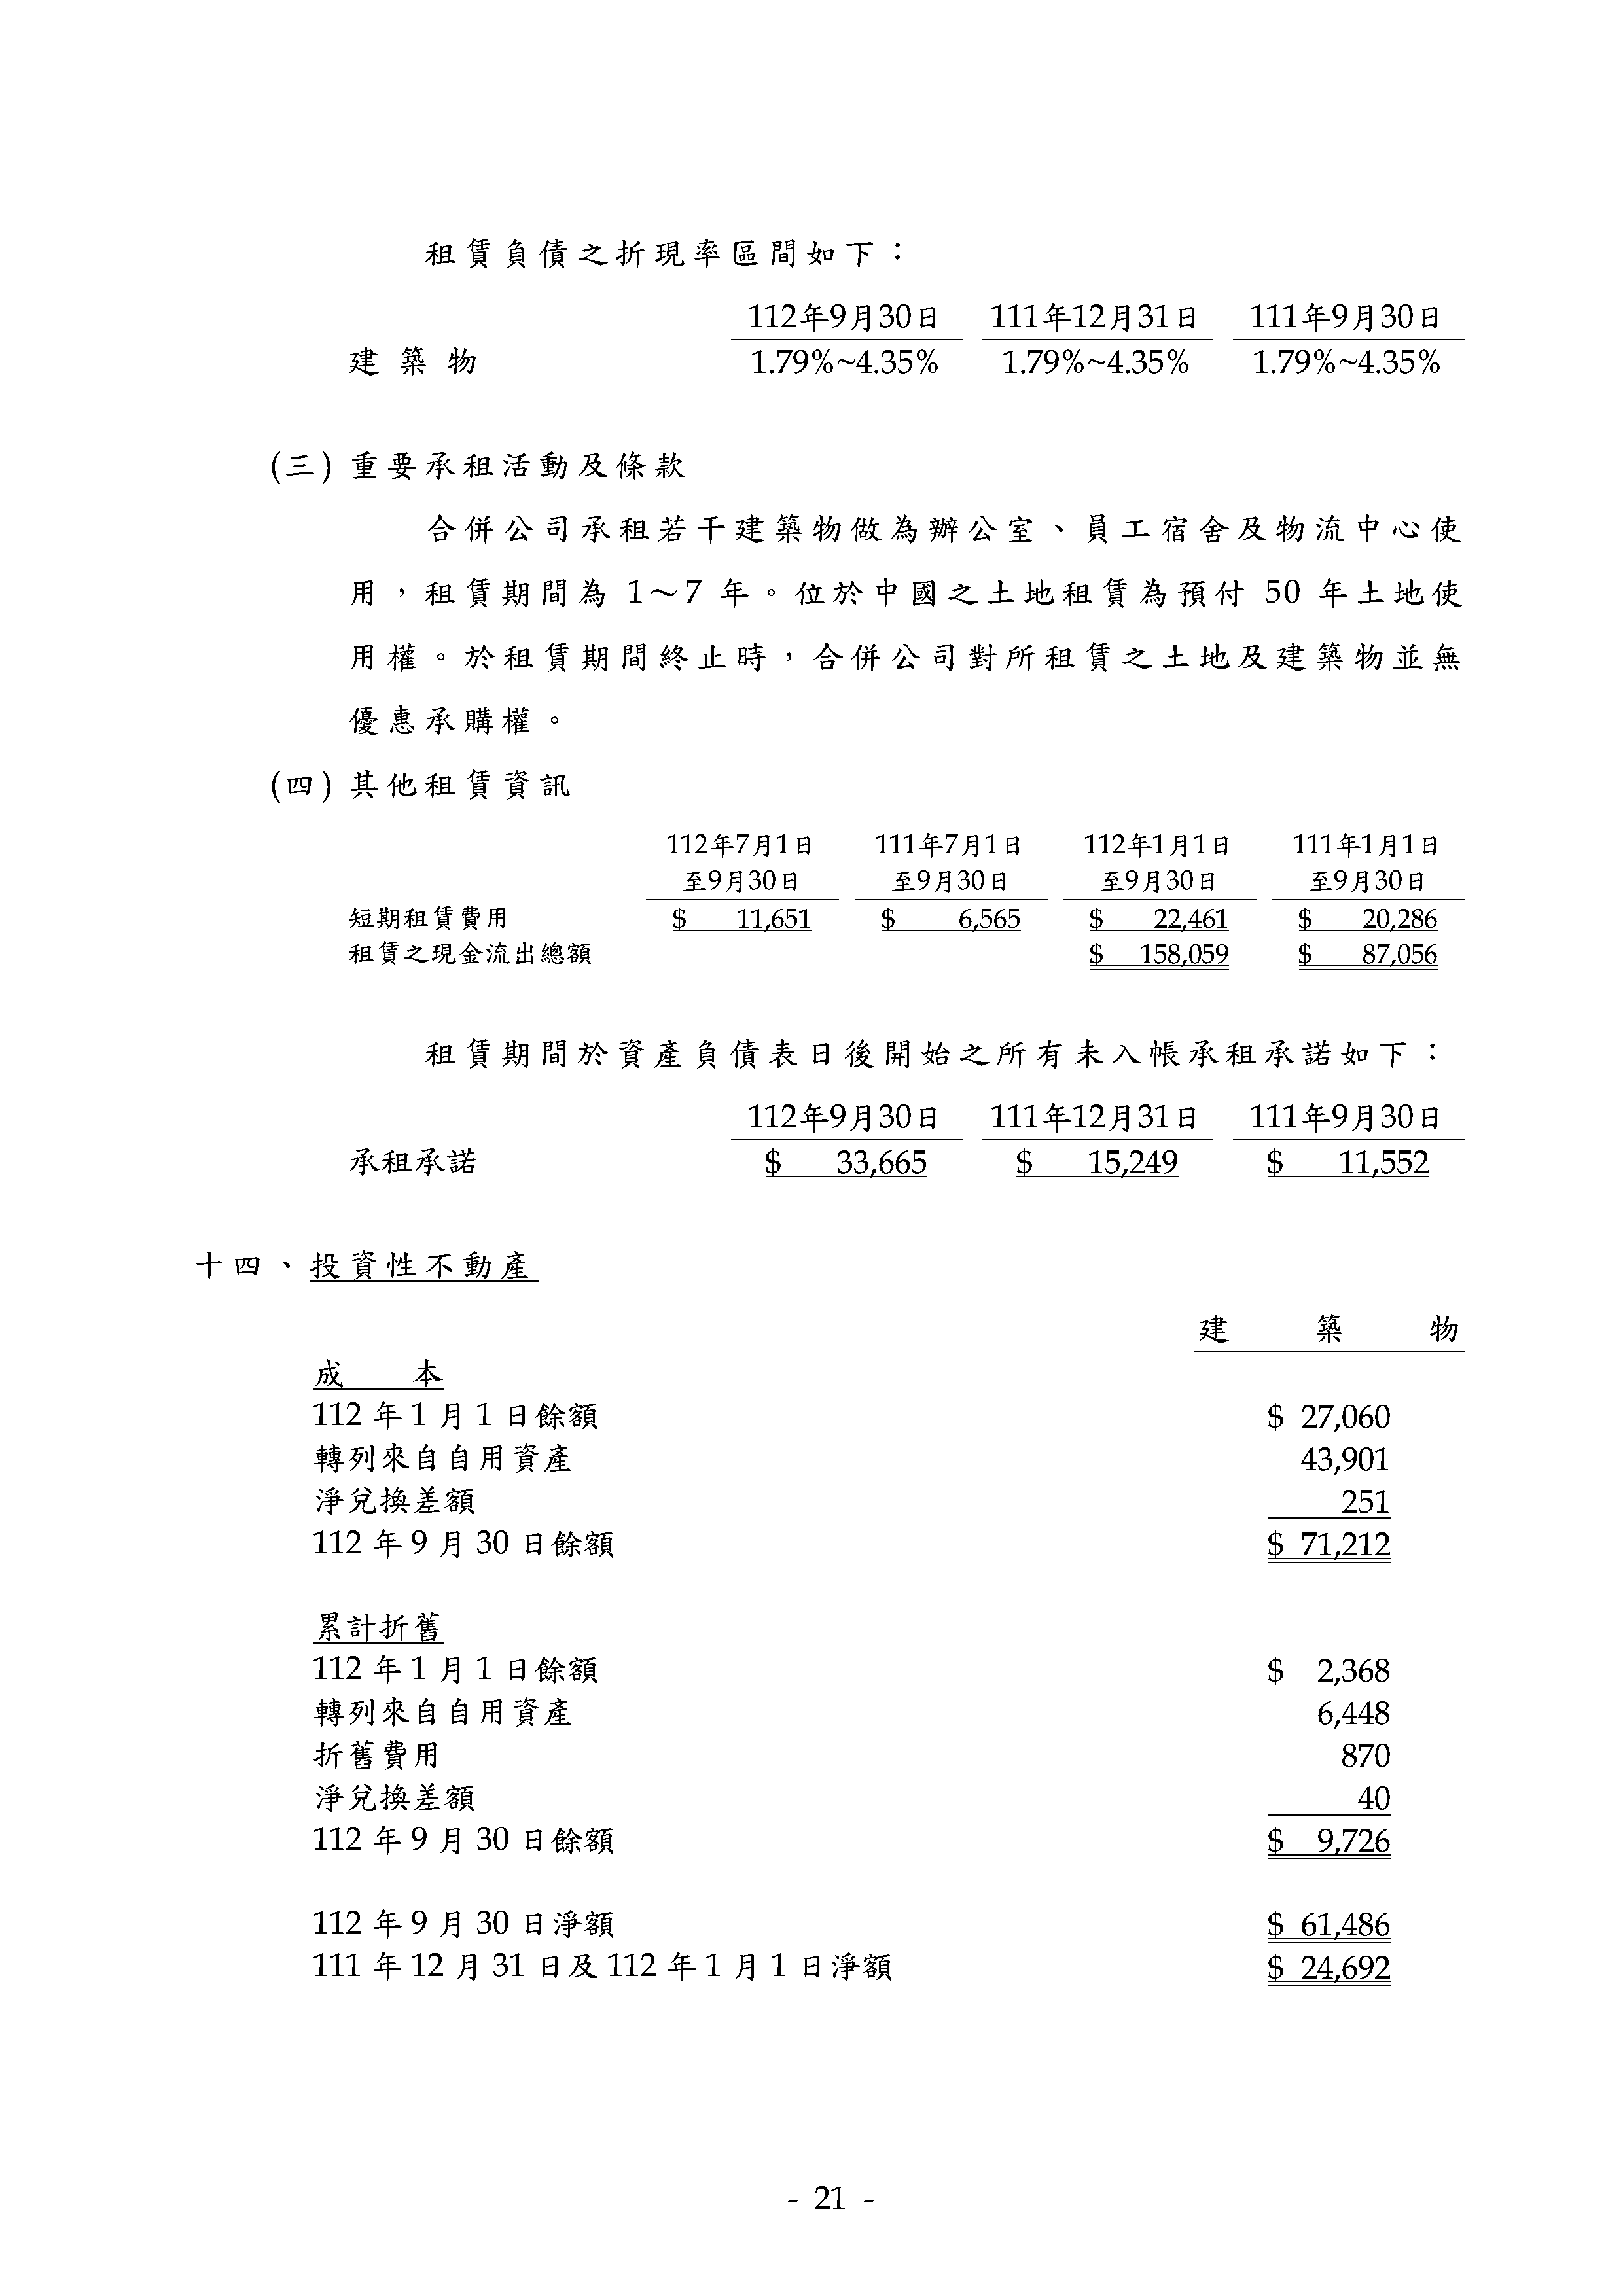 租賃負債之折現率區間如下：
112年9月30日 111年12月31日 111年9月30日
建築物 1.79%~4.35% 1.79%~4.35% 1.79%~4.35%
(三) 重要承租活動及條款
合併公司承租若干建築物做為辦公室、員工宿舍及物流中心使
用，租賃期間為 1～7 年。位於中國之土地租賃為預付 50 年土地使
用權。於租賃期間終止時，合併公司對所租賃之土地及建築物並無
優惠承購權。
(四) 其他租賃資訊
112年7月1日 111年7月1日 112年1月1日 111年1月1日
至9月30日 至9月30日 至9月30日 至9月30日
短期租賃費用 $ 11,651 $ 6,565 $ 22,461 $ 20,286
租賃之現金流出總額 $ 158,059 $ 87,056
租賃期間於資產負債表日後開始之所有未入帳承租承諾如下：
112年9月30日 111年12月31日 111年9月30日
承租承諾 $ 33,665 $ 15,249 $ 11,552
十四、投資性不動產
建築物
成本
112 年 1 月 1 日餘額 $ 27,060
轉列來自自用資產 43,901
淨兌換差額 251
112 年 9 月 30 日餘額 $ 71,212
累計折舊
112 年 1 月 1 日餘額 $ 2,368
轉列來自自用資產 6,448
折舊費用 870
淨兌換差額 40
112 年 9 月 30 日餘額 $ 9,726
112 年 9 月 30 日淨額 $ 61,486
111 年 12 月 31 日及 112 年 1 月 1 日淨額 $ 24,692
- 21 -